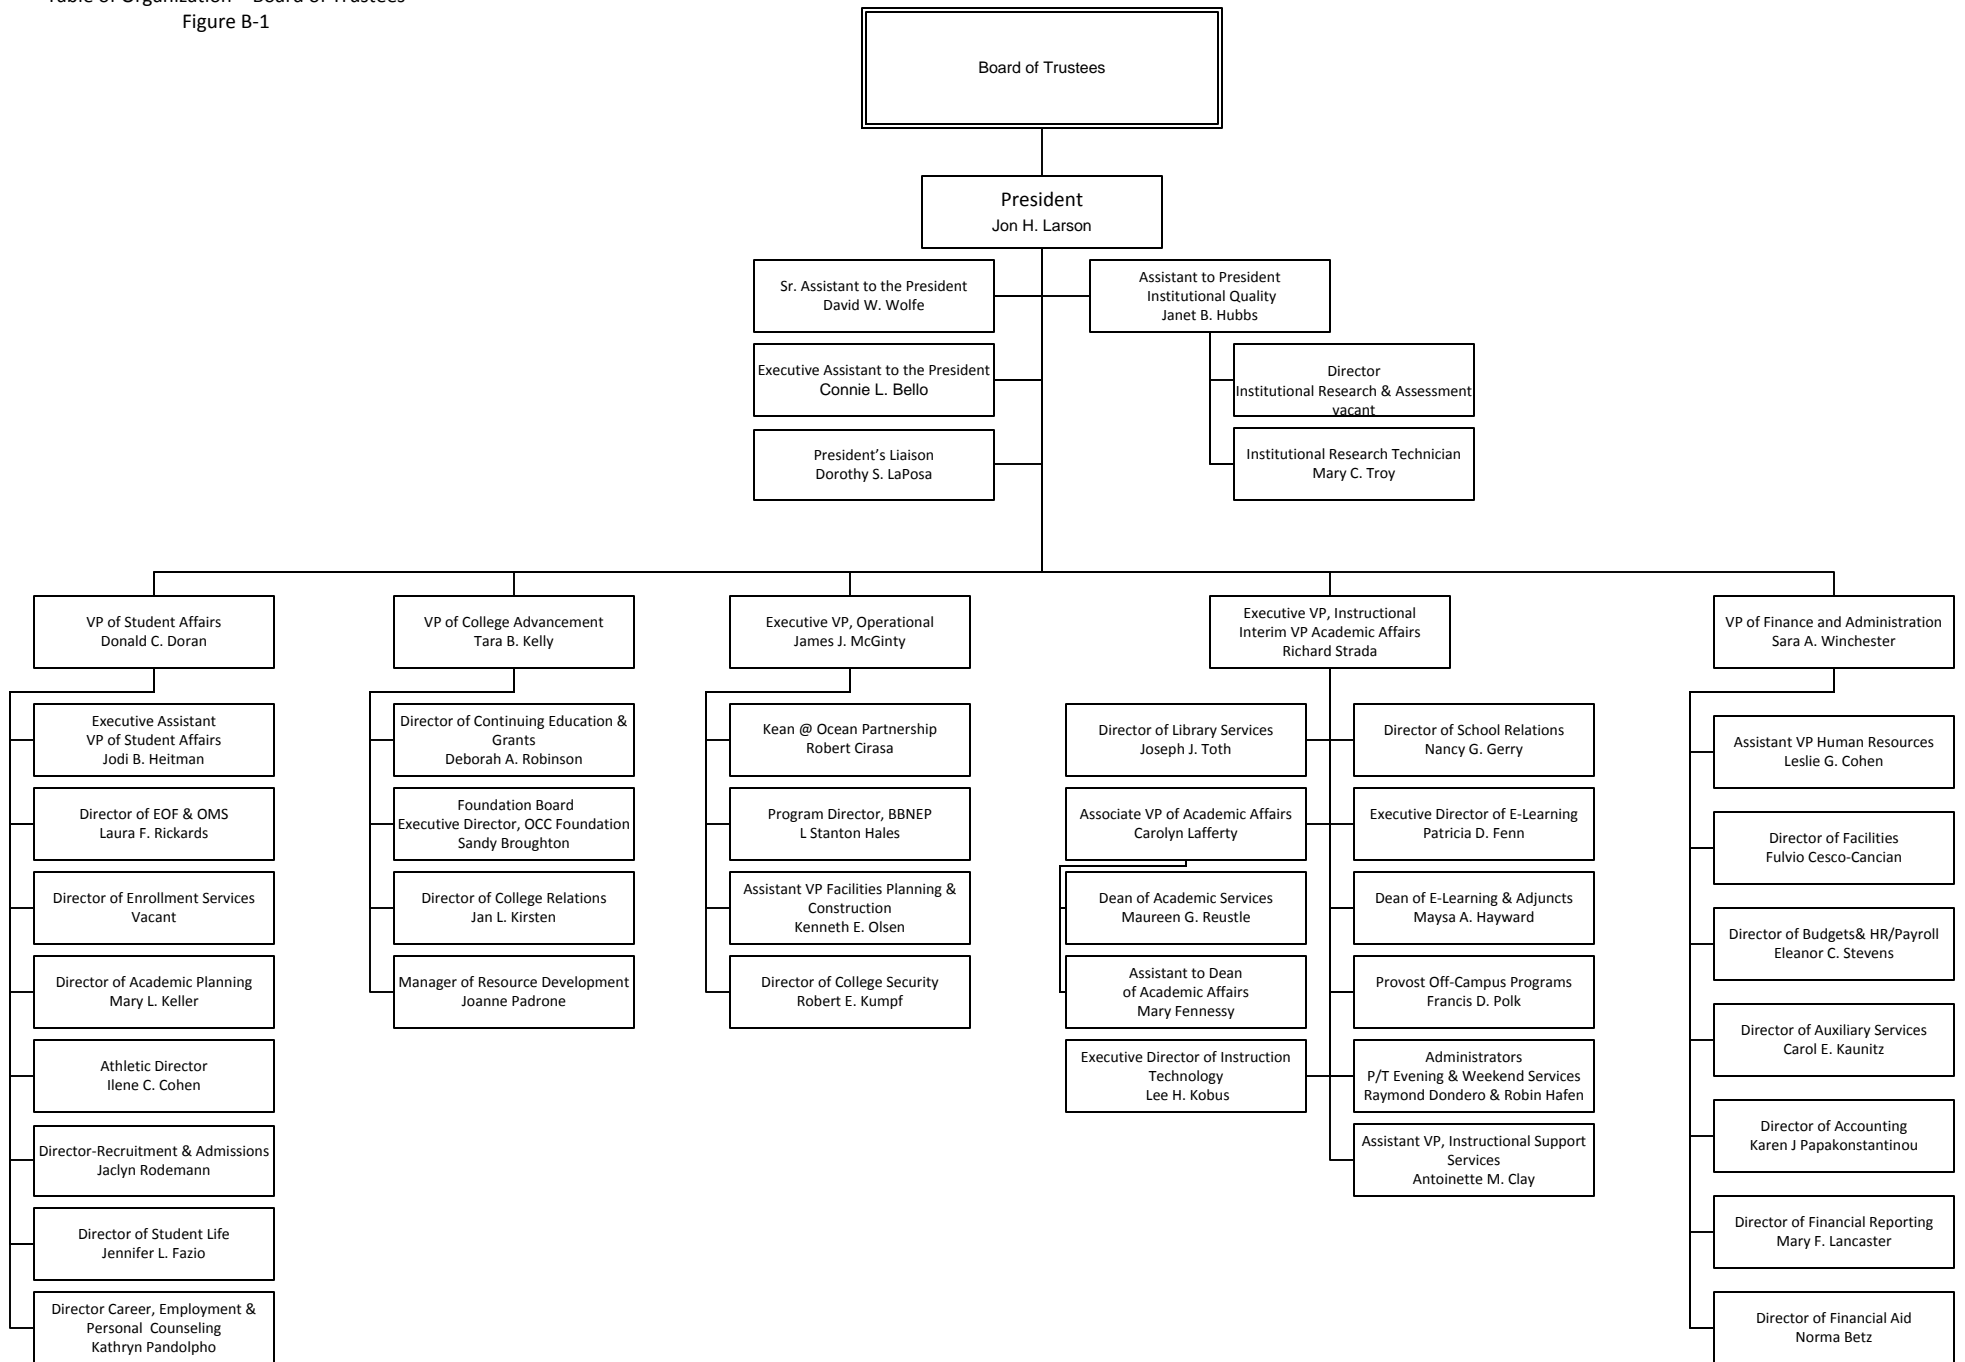 Table of Organization – Board of Trustees
Figure B-1
Board of Trustees
President
Jon H. Larson
Sr. Assistant to the President
David W. Wolfe
Assistant to President
Institutional Quality
Janet B. Hubbs
Executive Assistant to the President
Connie L. Bello
Director
Institutional Research & Assessment
vacant
President’s Liaison
Dorothy S. LaPosa
Institutional Research Technician
Mary C. Troy
VP of Student Affairs
Donald C. Doran
VP of College Advancement
Tara B. Kelly
Executive VP, Operational
James J. McGinty
Executive VP, Instructional
Interim VP Academic Affairs
Richard Strada
VP of Finance and Administration
Sara A. Winchester
Executive Assistant
VP of Student Affairs
Jodi B. Heitman
Director of EOF & OMS
Laura F. Rickards
Director of Enrollment Services
Vacant
Director of Academic Planning
Mary L. Keller
Athletic Director
Ilene C. Cohen
Director-Recruitment & Admissions
Jaclyn Rodemann
Director of Student Life
Jennifer L. Fazio
Director Career, Employment &
Personal Counseling
Kathryn Pandolpho
Director of Continuing Education &
Grants
Deborah A. Robinson
Foundation Board
Executive Director, OCC Foundation
Sandy Broughton
Director of College Relations
Jan L. Kirsten
Manager of Resource Development
Joanne Padrone
Kean @ Ocean Partnership
Robert Cirasa
Program Director, BBNEP
L Stanton Hales
Assistant VP Facilities Planning &
Construction
Kenneth E. Olsen
Director of College Security
Robert E. Kumpf
Director of Library Services
Joseph J. Toth
Associate VP of Academic Affairs
Carolyn Lafferty
Dean of Academic Services
Maureen G. Reustle
Assistant to Dean
of Academic Affairs
Mary Fennessy
Executive Director of Instruction
Technology
Lee H. Kobus
Director of School Relations
Nancy G. Gerry
Executive Director of E-Learning
Patricia D. Fenn
Dean of E-Learning & Adjuncts
Maysa A. Hayward
Provost Off-Campus Programs
Francis D. Polk
Administrators
P/T Evening & Weekend Services
Raymond Dondero & Robin Hafen
Assistant VP, Instructional Support
Services
Antoinette M. Clay
Assistant VP Human Resources
Leslie G. Cohen
Director of Facilities
Fulvio Cesco-Cancian
Director of Budgets& HR/Payroll
Eleanor C. Stevens
Director of Auxiliary Services
Carol E. Kaunitz
Director of Accounting
Karen J Papakonstantinou
Director of Financial Reporting
Mary F. Lancaster
Director of Financial Aid
Norma Betz